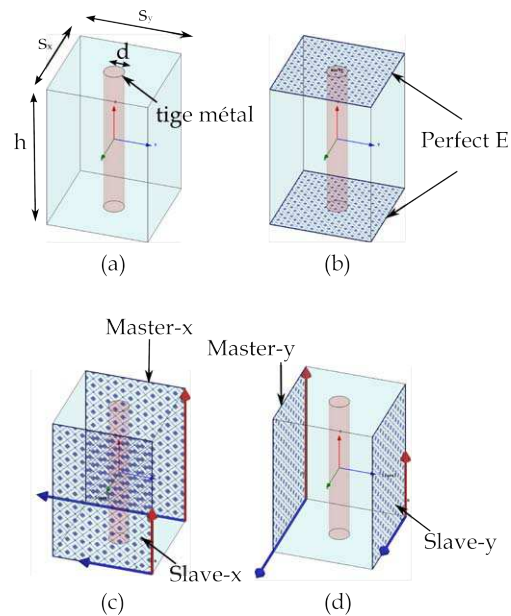 Sx
Sy
d
h
tige métal
Perfect E
(a)
(b)
Master-x
Master-y
Slave-x
Slave-y
(c)
(d)